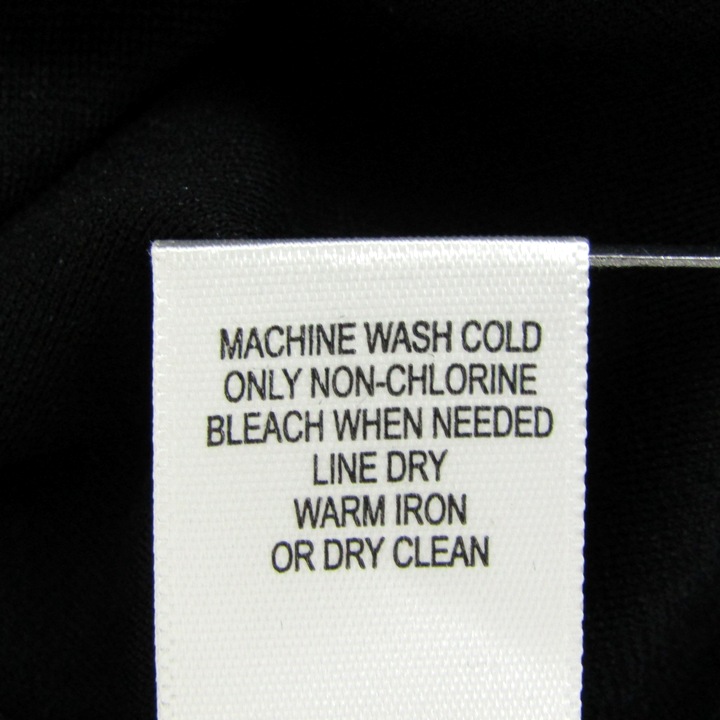 MACHINE WASH COLD
ONLY NON-CHLORINE
BLEACH WHEN NEEDED
LINE DRY
WARM IRON
OR DRY CLEAN